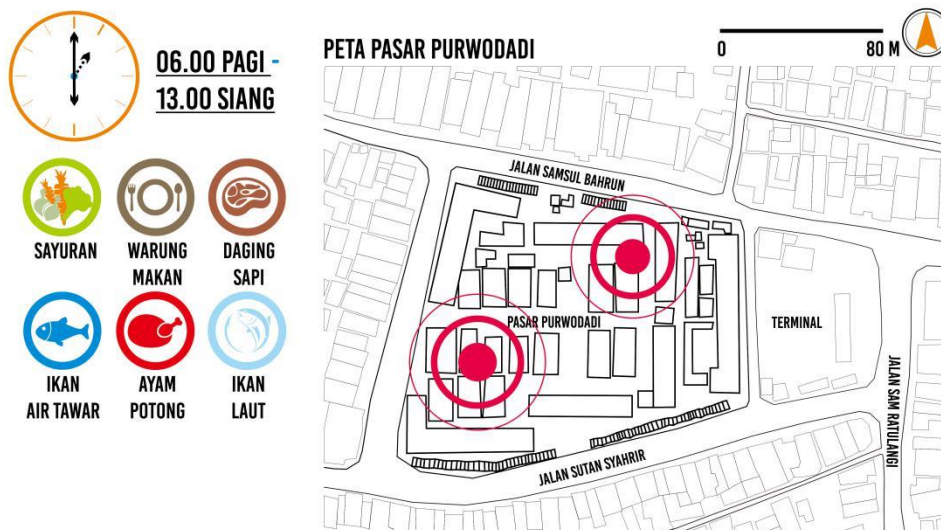 06.00 PAGI -
13.00 SIANG
SAYURAN
WARUNG
MAKAN
DAGING
SAPI
IKAN
AIR TAWAR
AYAM
POTONG
IKAN
LAUT
PETA PASAR PURWODADI
0 80 M
JALAN SAMSUL BAHRUN
PASAR PURWODADI
TERMINAL
JALAN SAM RATULANGI
JALAN SUTAN SYAHRIR